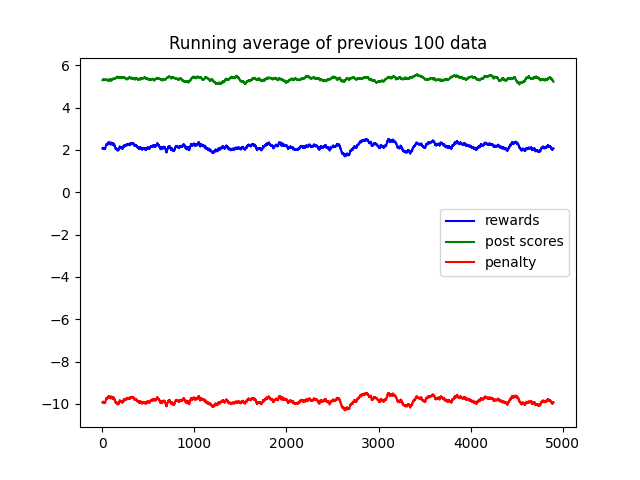 Running average of previous 100 data
6
4
2
0
−2
−4
−6
−8
−10
rewards
post scores
penalty
0 1000 2000 3000 4000 5000